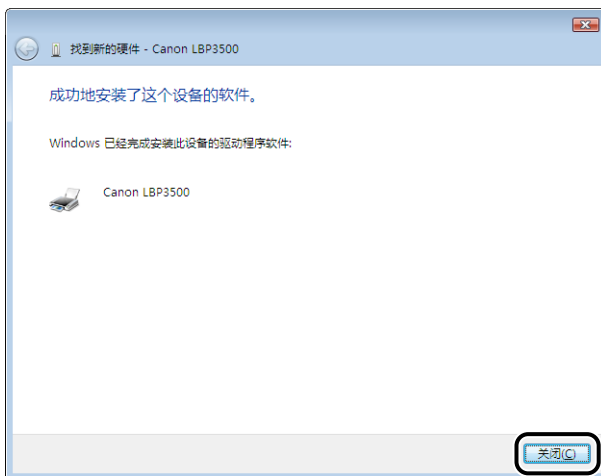 找到新的硬件 - Canon LBP3500
成功地安装了这个设备的软件。
Windows 已经完成安装此设备的驱动程序软件:
Canon LBP3500
关闭(C)